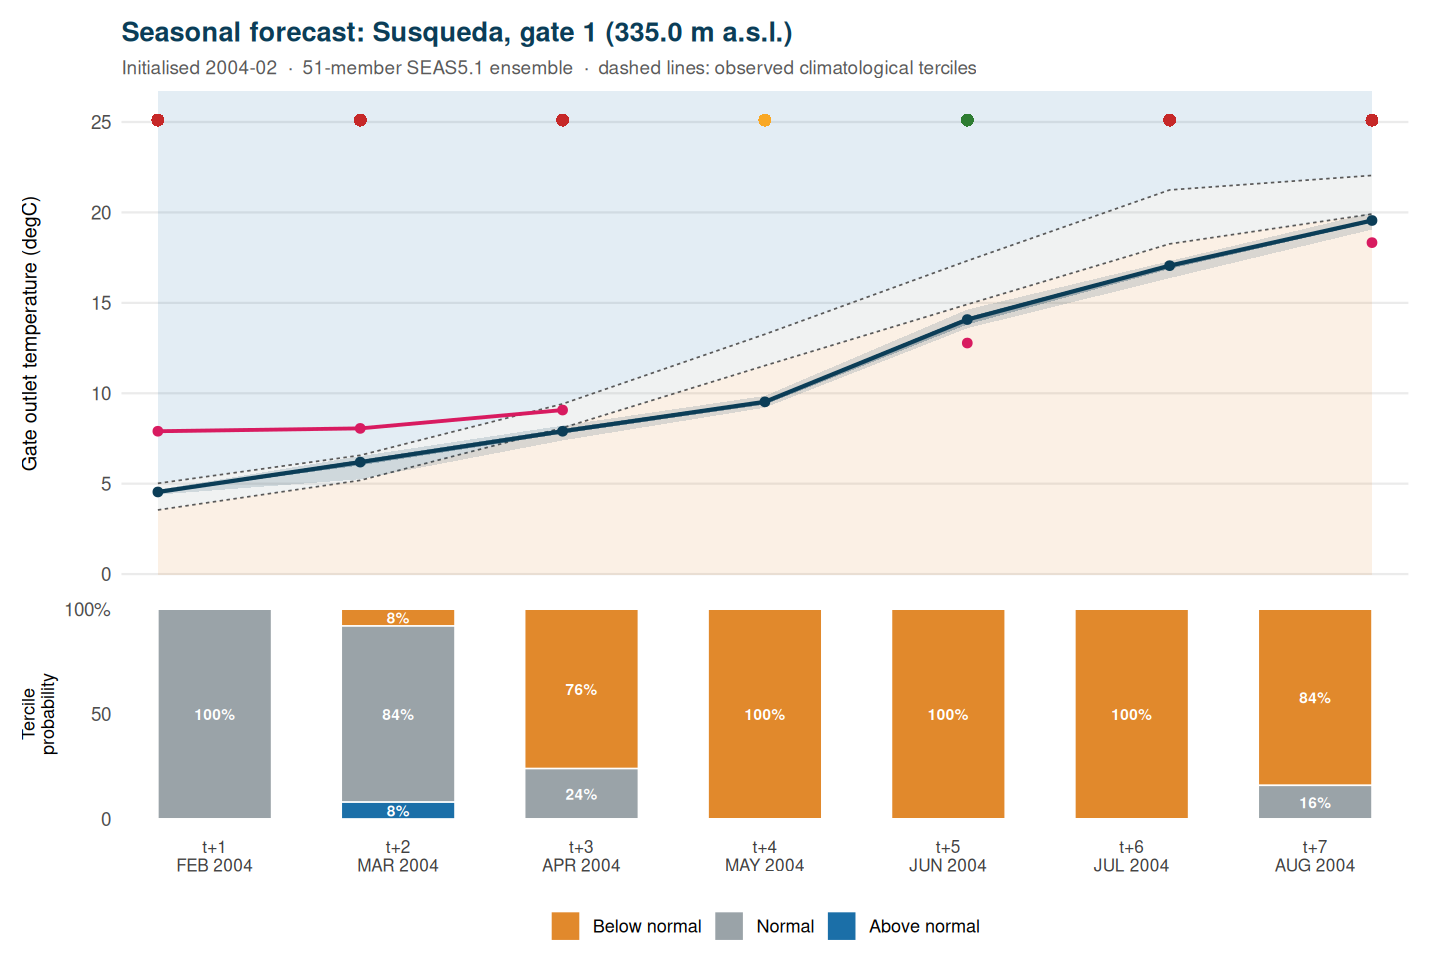 Seasonal forecast: Susqueda, gate 1 (335.0 m a.s.l.)
Initialised 2004-02 · 51-member SEAS5.1 ensemble · dashed lines: observed climatological terciles
Gate outlet temperature (degC)
25
20
15
10
5
0
Tercile
probability
100%
50
0
100%
8%
84%
8%
76%
24%
100%
100%
100%
84%
16%
t+1
FEB 2004
t+2
MAR 2004
t+3
APR 2004
t+4
MAY 2004
t+5
JUN 2004
t+6
JUL 2004
t+7
AUG 2004
Below normal
Normal
Above normal